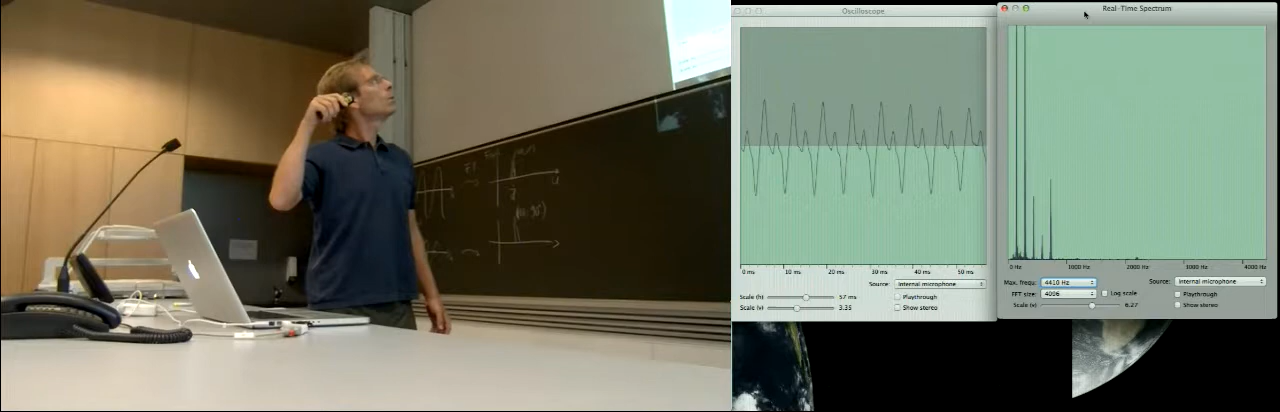 Oscilloscope
0 ms 10 ms 20 ms 30 ms 40 ms 50 ms
Source: Internal microphone
Scale (h) 57 ms Playthrough
Scale (v) 3.35 Show stereo
Real-Time Spectrum
0 Hz 1000 Hz 2000 Hz 3000 Hz 4000 Hz
Max. frequ: 4410 Hz Source: Internal microphone
FFT size: 4096 Log scale Playthrough
Scale (v) 6.27 Show stereo